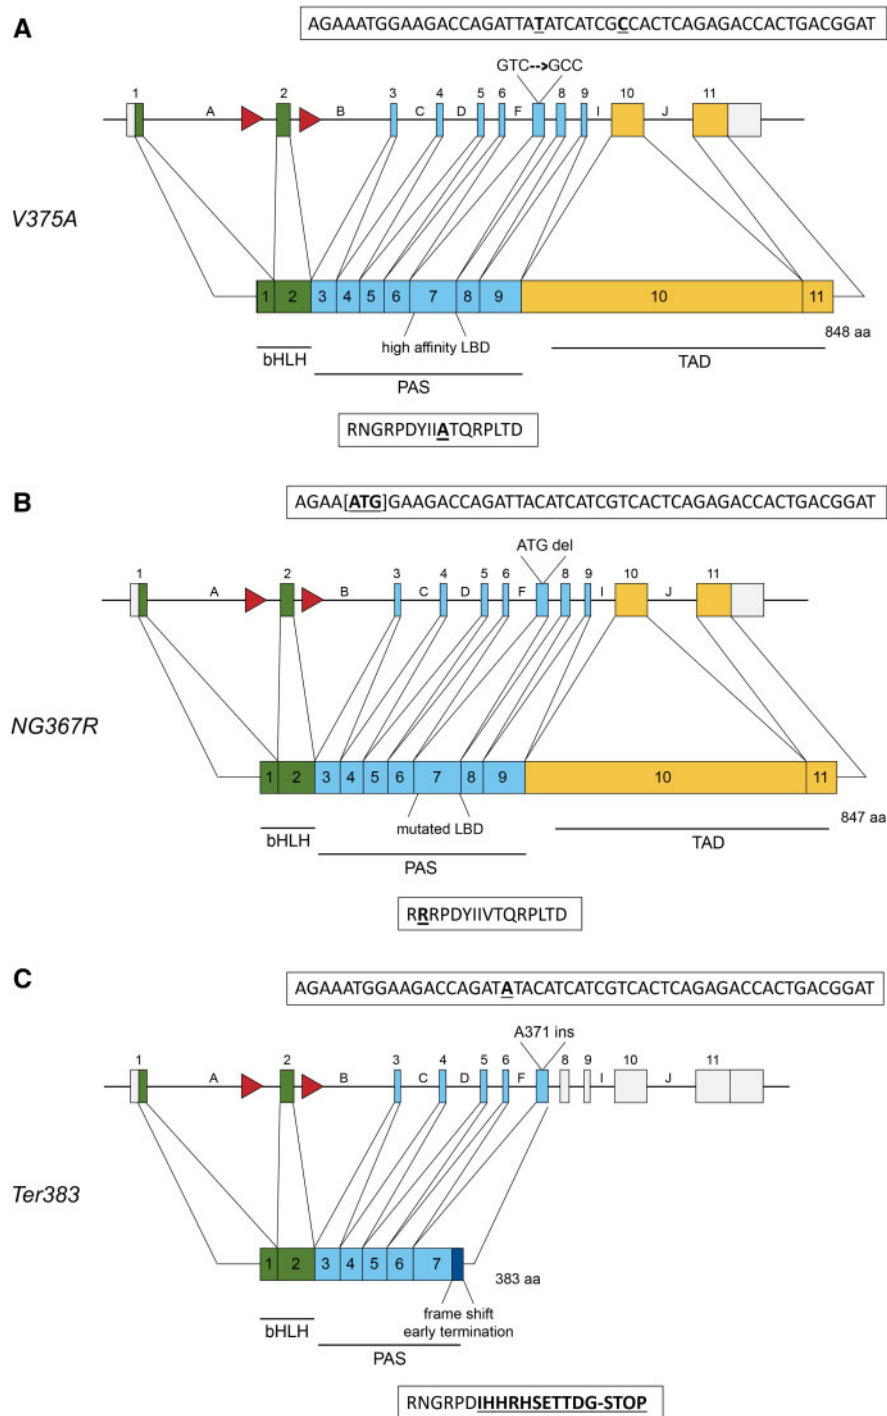 A
AGAAATGGAAGACCAGATTATATCATCGCCACTCAGAGACCACTGACGGAT
GTC-->GCC
1 A 2 B 3 C 4 D 5 6 F 8 9 I 10 J 11
V375A
1 2 3 4 5 6 7 8 9 10 11
848 aa
high affinity LBD
bHLH
PAS
TAD
RNGRPDYIIATQRPLTD
B
AGAA[ATG]GAAGACCAGATTACATCATCGTCACTCAGAGACCACTGACGGAT
ATG del
1 A 2 B 3 C 4 D 5 6 F 8 9 I 10 J 11
NG367R
1 2 3 4 5 6 7 8 9 10 11
847 aa
mutated LBD
bHLH
PAS
TAD
RRRPDYIIVTQRPLTD
C
AGAAATGGAAGACCAGATATACATCATCGTCACTCAGAGACCACTGACGGAT
A371 ins
1 A 2 B 3 C 4 D 5 6 F 8 9 I 10 J 11
Ter383
1 2 3 4 5 6 7
383 aa
frame shift
early termination
bHLH
PAS
RNGRPDIHHRHSETTDG-STOP